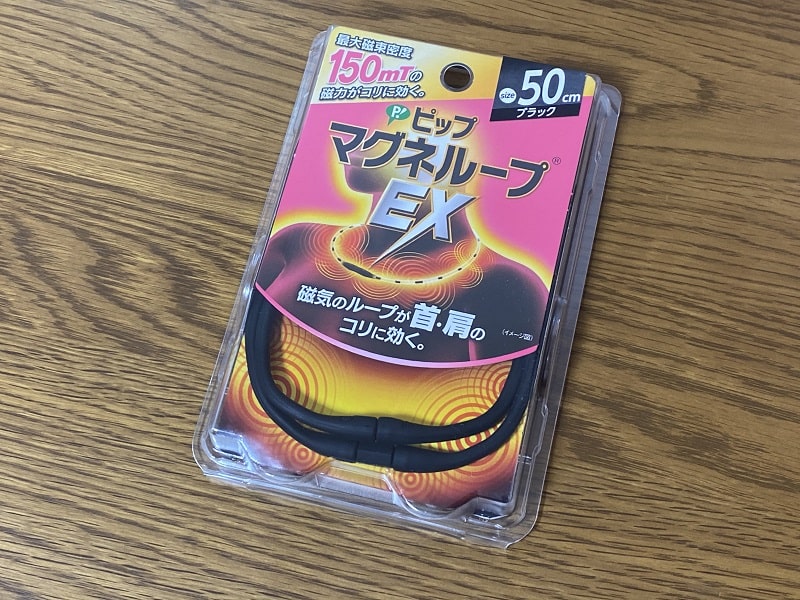 最大磁束密度
150mTの
磁力がコリに効く。
size 50cm
ブラック
P! ピップ
マグネループ®
EX
磁気のループが首・肩の
コリに効く。
(イメージ図)